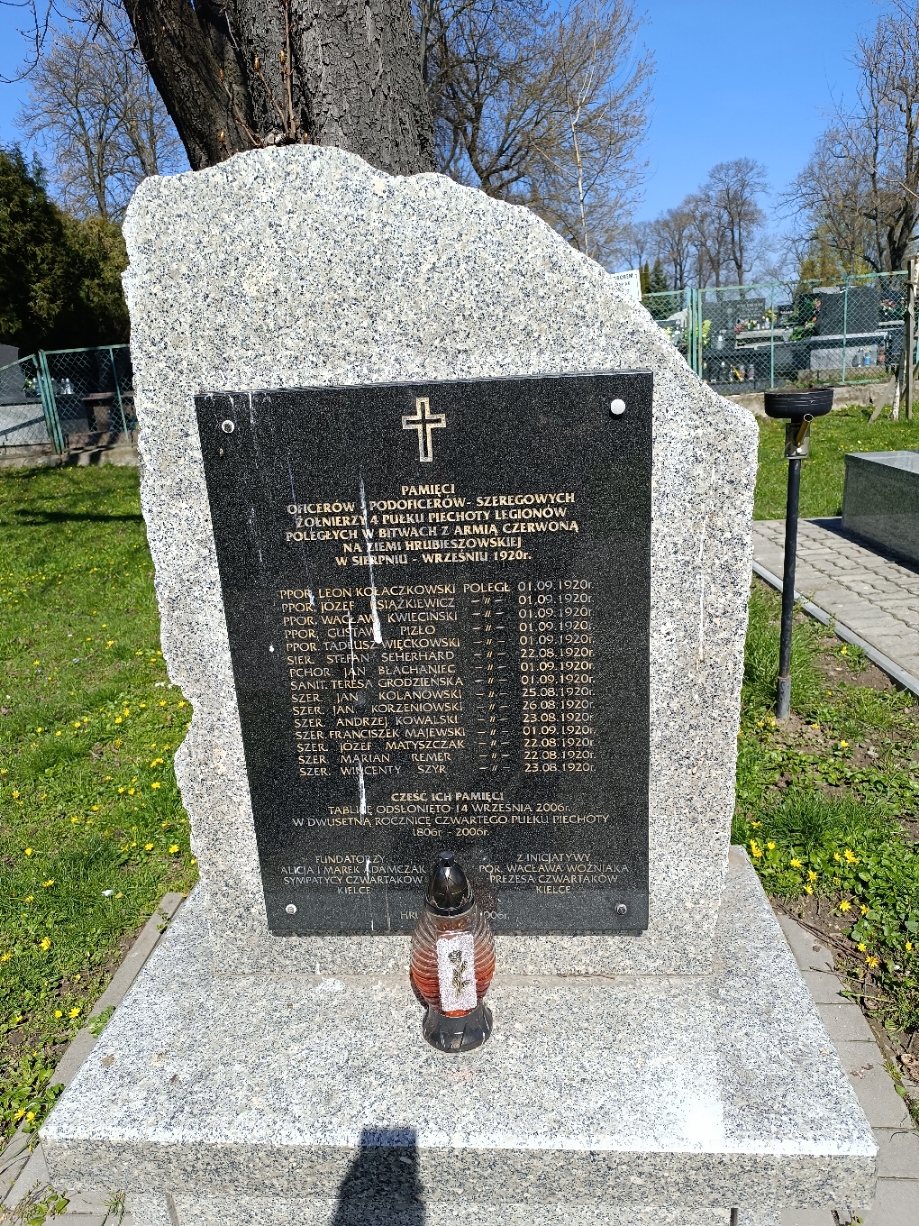 PAMIĘCI
OFICERÓW - PODOFICERÓW - SZEREGOWYCH
ŻOŁNIERZY 4 PUŁKU PIECHOTY LEGIONÓW
POLEGŁYCH W BITWACH Z ARMIĄ CZERWONĄ
NA ZIEMI HRUBIESZOWSKIEJ
W SIERPNIU - WRZEŚNIU 1920r.
PPOR. LEON KOŁACZKOWSKI POLEGŁ 01.09.1920r.
PPOR. JÓZEF KSIĄŻKIEWICZ - " - 01.09.1920r.
PPOR. WACŁAW KWIECIŃSKI - " - 01.09.1920r.
PPOR. GUSTAW PIZŁO - " - 01.09.1920r.
PPOR. TADEUSZ WIĘCKOWSKI - " - 01.09.1920r.
SIER. STEFAN SEHERHARD - " - 22.08.1920r.
PCHOR. JAN BŁACHANIEC - " - 01.09.1920r.
SANIT. TERESA GRODZIEŃSKA - " - 01.09.1920r.
SZER. JAN KOLANOWSKI - " - 25.08.1920r.
SZER. JAN KORZENIOWSKI - " - 26.08.1920r.
SZER. ANDRZEJ KOWALSKI - " - 23.08.1920r.
SZER. FRANCISZEK MAJEWSKI - " - 01.09.1920r.
SZER. JÓZEF MATYSZCZAK - " - 22.08.1920r.
SZER. MARIAN REMER - " - 22.08.1920r.
SZER. WINCENTY SZYR - " - 23.08.1920r.
CZEŚĆ ICH PAMIĘCI
TABLICĘ ODSŁONIĘTO 14 WRZEŚNIA 2006r.
W DWUSETNĄ ROCZNICĘ CZWARTEGO PUŁKU PIECHOTY
1806r - 2006r.
FUNDATORZY
ALICJA I MAREK ADAMCZAK
SYMPATYCY CZWARTAKÓW
KIELCE
Z INICJATYWY
POR. WACŁAWA WOŹNIAKA
PREZESA CZWARTAKÓW
KIELCE